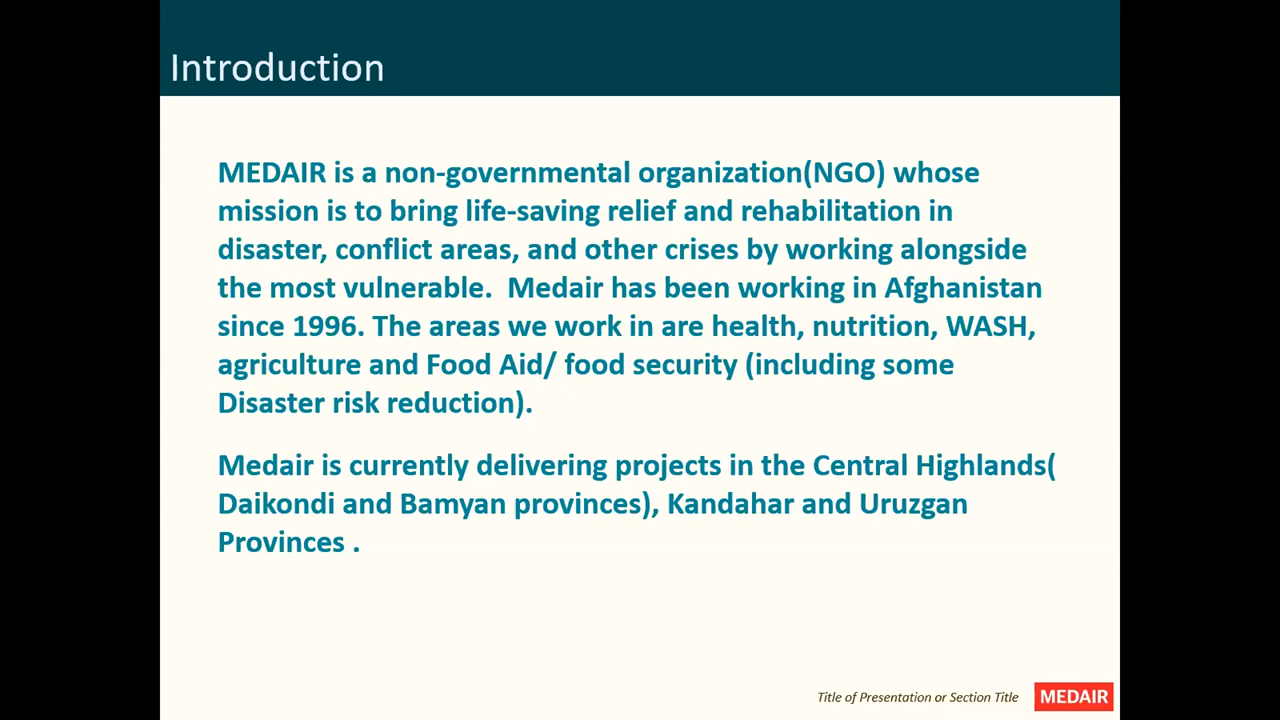 Introduction
MEDAIR is a non-governmental organization(NGO) whose
mission is to bring life-saving relief and rehabilitation in
disaster, conflict areas, and other crises by working alongside
the most vulnerable.  Medair has been working in Afghanistan
since 1996. The areas we work in are health, nutrition, WASH,
agriculture and Food Aid/ food security (including some
Disaster risk reduction).
Medair is currently delivering projects in the Central Highlands(
Daikondi and Bamyan provinces), Kandahar and Uruzgan
Provinces .
Title of Presentation or Section Title
MEDAIR